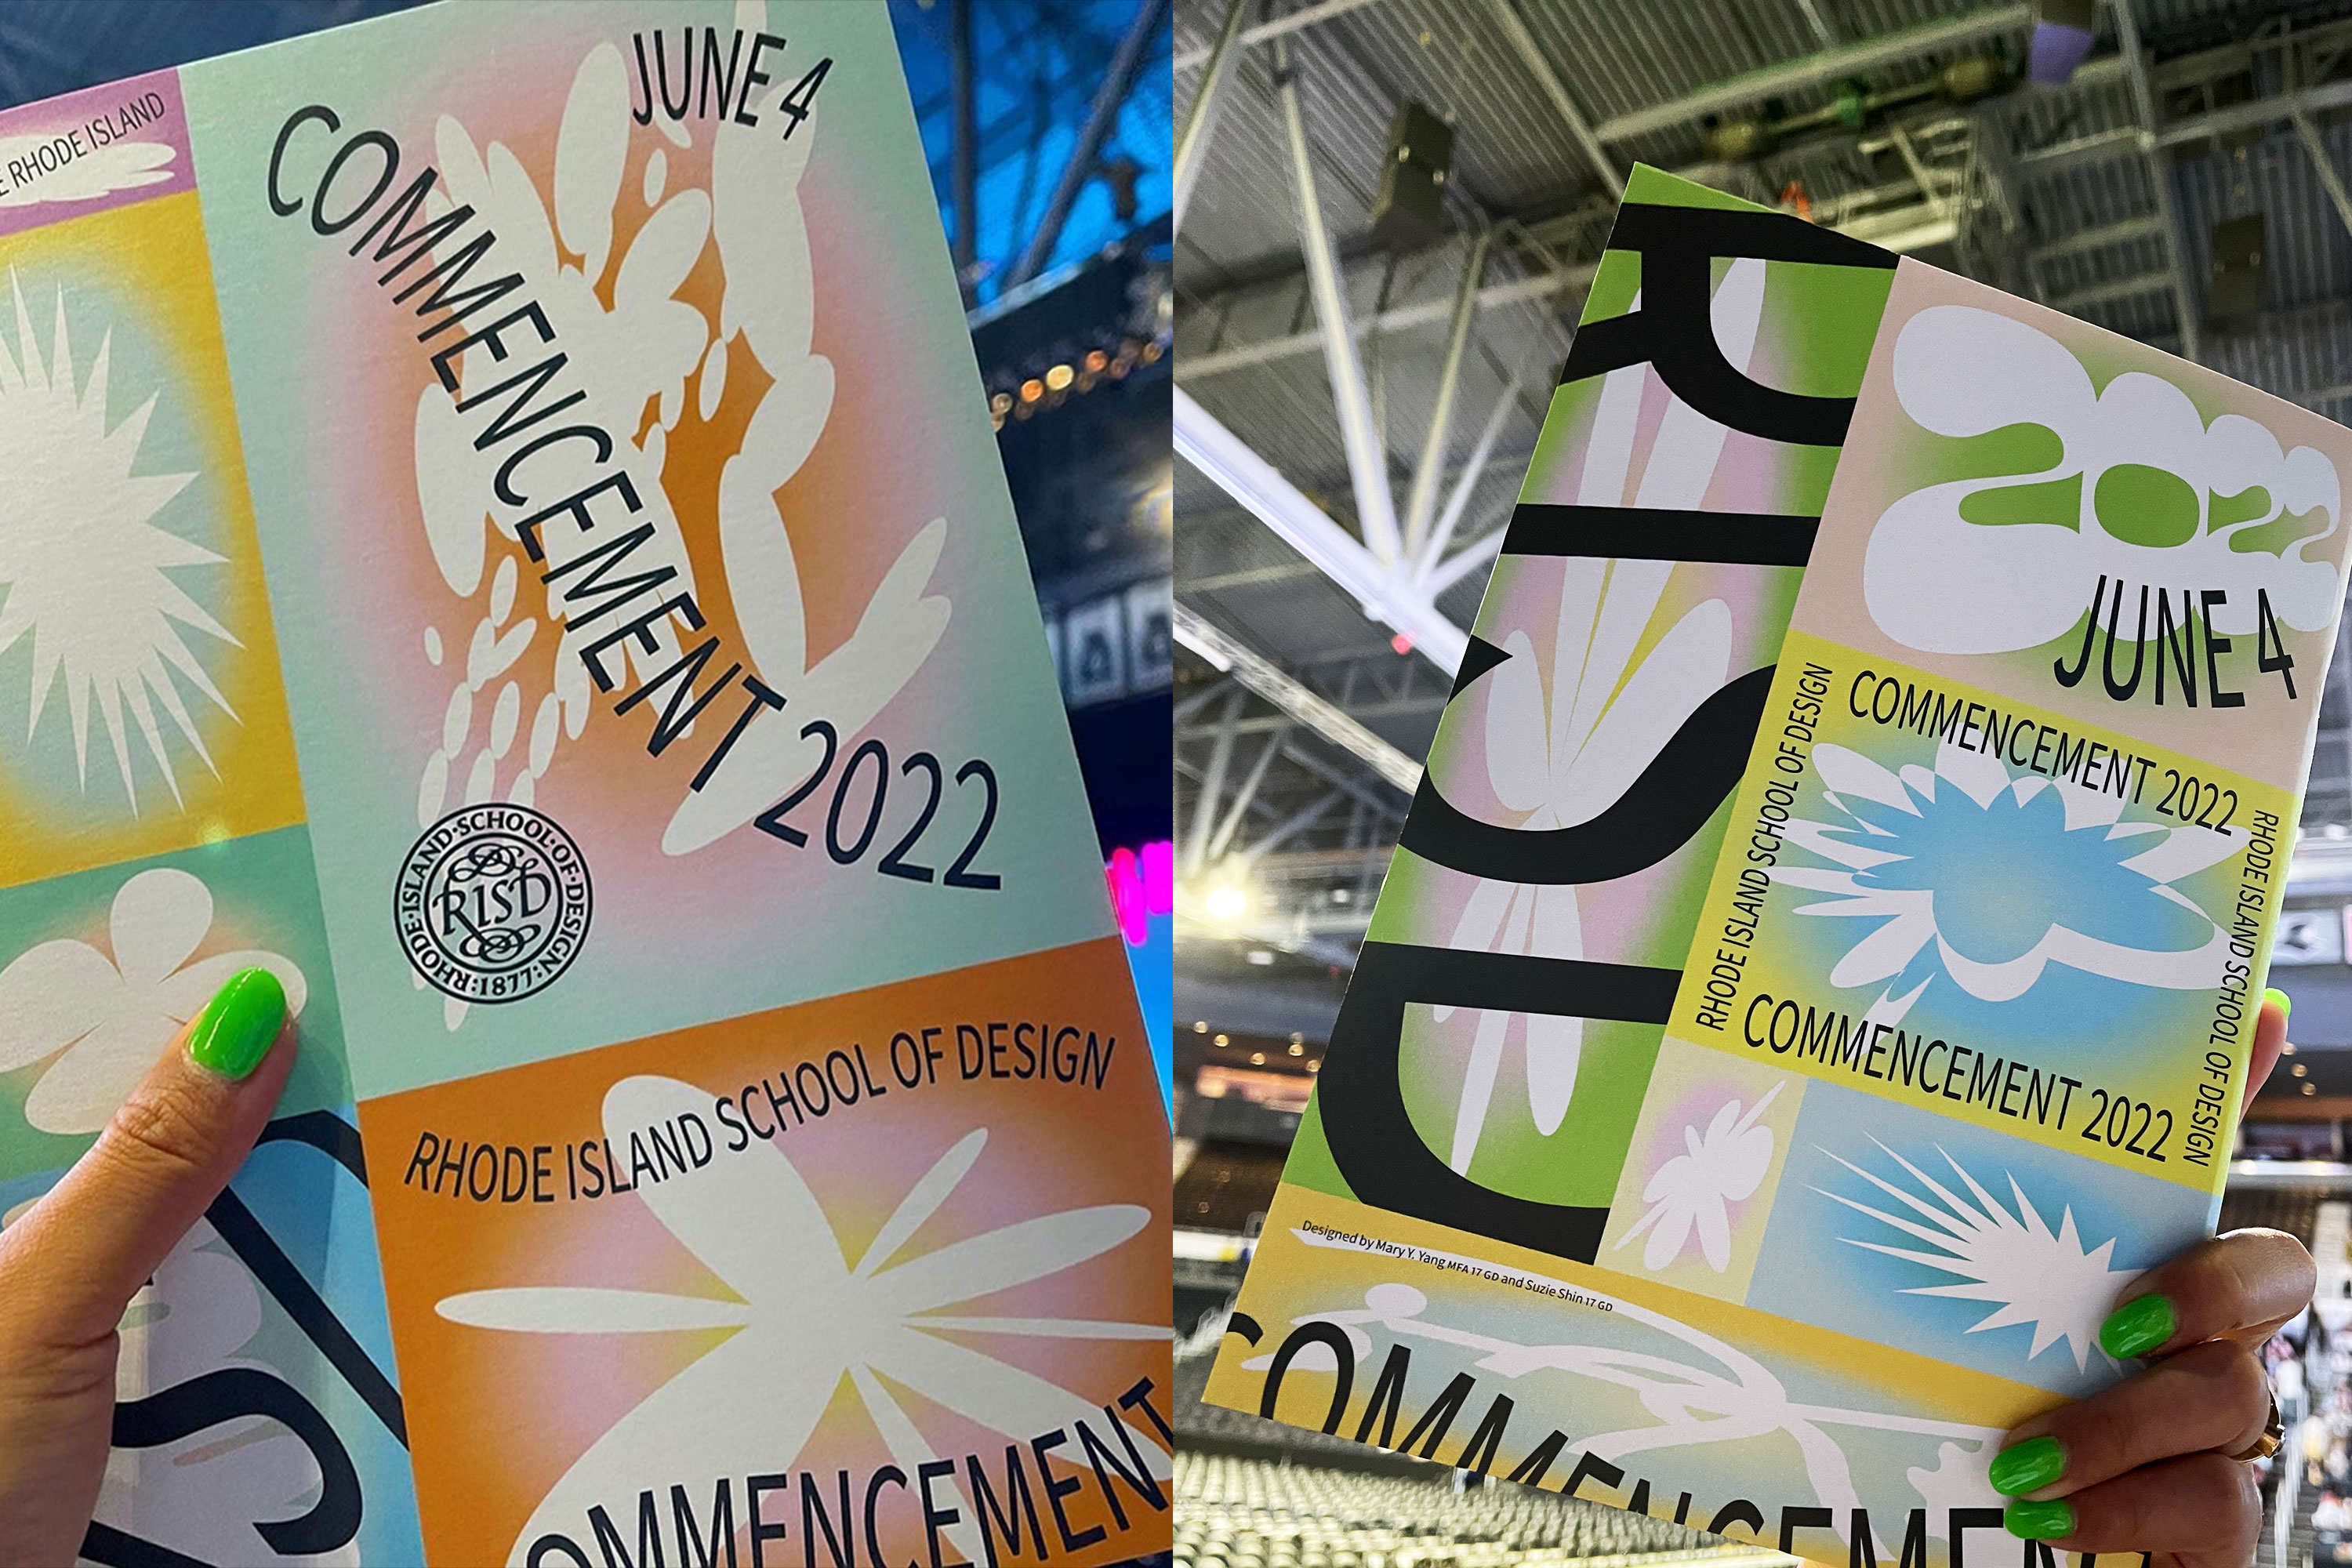 RHODE ISLAND
JUNE 4
COMMENCEMENT 2022
RHODE·ISLAND·SCHOOL·OF·DESIGN
RISD
:1877:
RHODE ISLAND SCHOOL OF DESIGN
OMMENCEMENT
S
RISD
2022
JUNE 4
COMMENCEMENT 2022
RHODE ISLAND SCHOOL OF DESIGN
RHODE ISLAND SCHOOL OF DESIGN
COMMENCEMENT 2022
Designed by Mary Y. Yang MFA 17 GD and Suzie Shin 17 GD
COMMENCEMENT